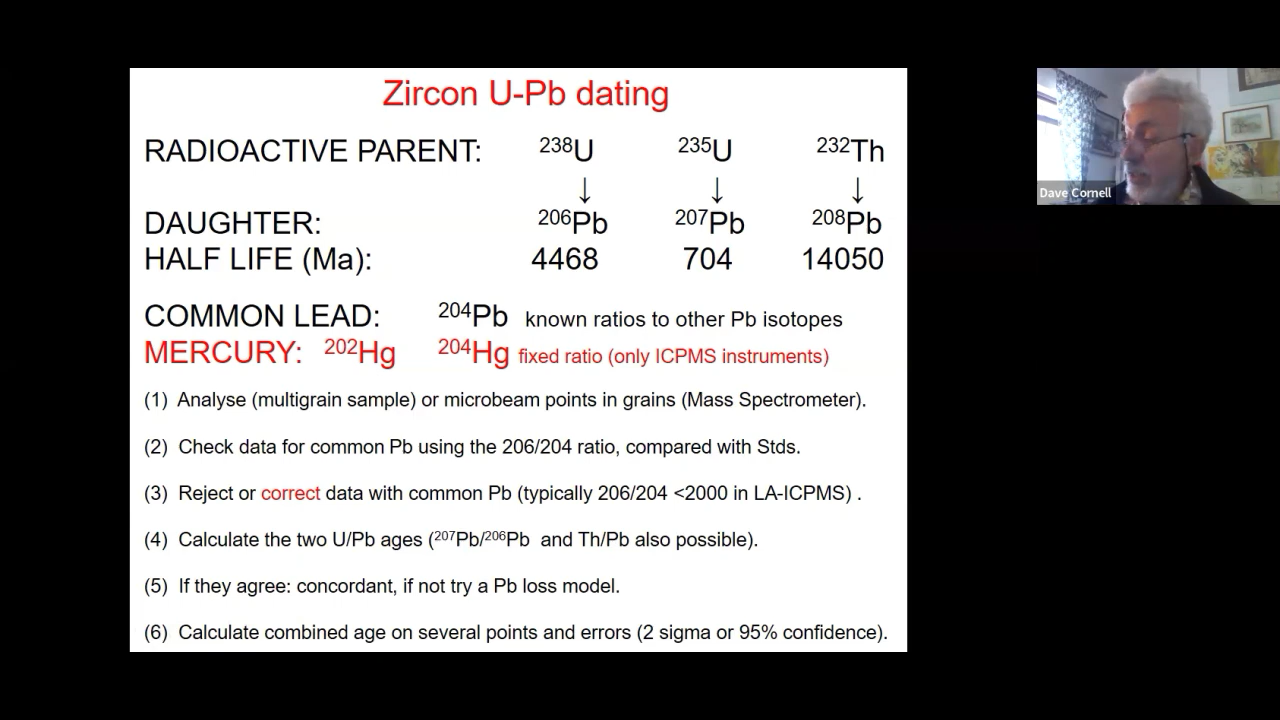 Zircon U-Pb dating
RADIOACTIVE PARENT: ²³⁸U ²³⁵U ²³²Th
↓ ↓ ↓
DAUGHTER: ²⁰⁶Pb ²⁰⁷Pb ²⁰⁸Pb
HALF LIFE (Ma): 4468 704 14050
COMMON LEAD: ²⁰⁴Pb known ratios to other Pb isotopes
MERCURY: ²⁰²Hg ²⁰⁴Hg fixed ratio (only ICPMS instruments)
(1) Analyse (multigrain sample) or microbeam points in grains (Mass Spectrometer).
(2) Check data for common Pb using the 206/204 ratio, compared with Stds.
(3) Reject or correct data with common Pb (typically 206/204 <2000 in LA-ICPMS) .
(4) Calculate the two U/Pb ages (²⁰⁷Pb/²⁰⁶Pb and Th/Pb also possible).
(5) If they agree: concordant, if not try a Pb loss model.
(6) Calculate combined age on several points and errors (2 sigma or 95% confidence).
Dave Cornell